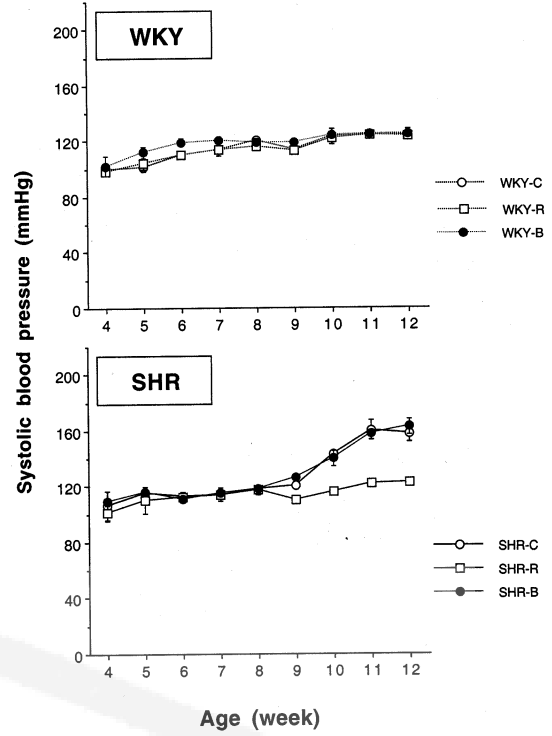 Systolic blood pressure (mmHg)
WKY
200
160
120
80
40
0
4 5 6 7 8 9 10 11 12
WKY-C
WKY-R
WKY-B
SHR
200
160
120
80
40
0
4 5 6 7 8 9 10 11 12
SHR-C
SHR-R
SHR-B
Age (week)